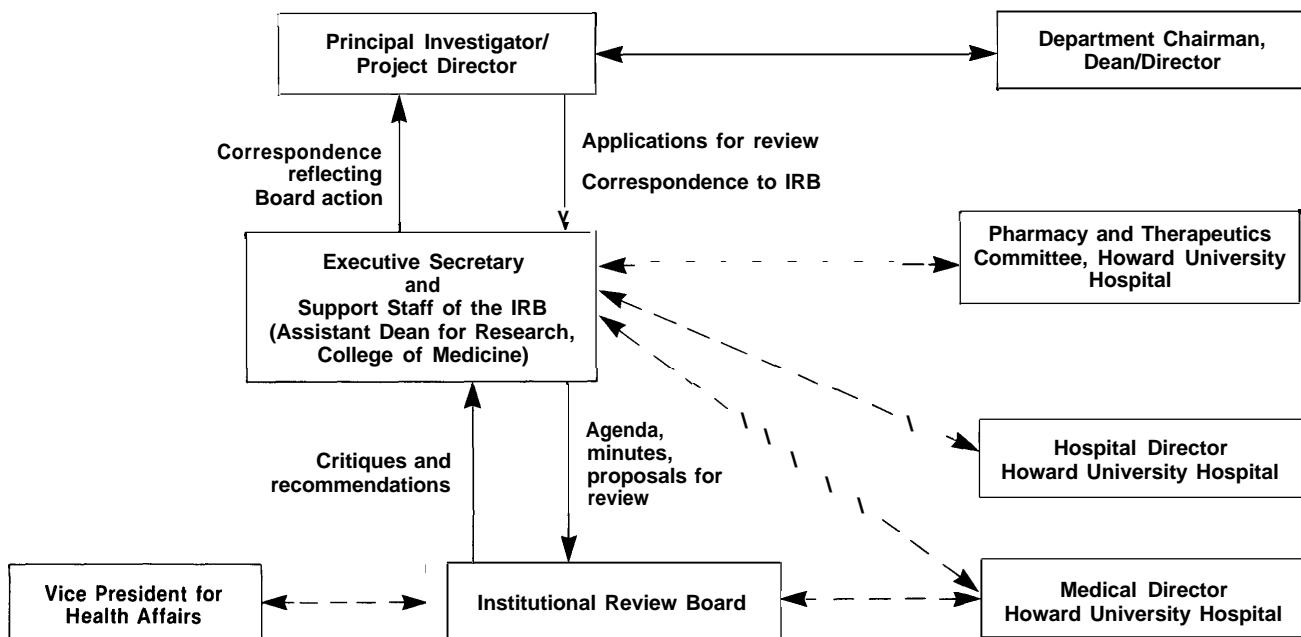 Principal Investigator/
Project Director
Department Chairman,
Dean/Director
Correspondence
reflecting
Board action
Applications for review
Correspondence to IRB
Executive Secretary
and
Support Staff of the IRB
(Assistant Dean for Research,
College of Medicine)
Pharmacy and Therapeutics
Committee, Howard University
Hospital
Critiques and
recommendations
Agenda,
minutes,
proposals for
review
Hospital Director
Howard University Hospital
Vice President for
Health Affairs
Institutional Review Board
Medical Director
Howard University Hospital